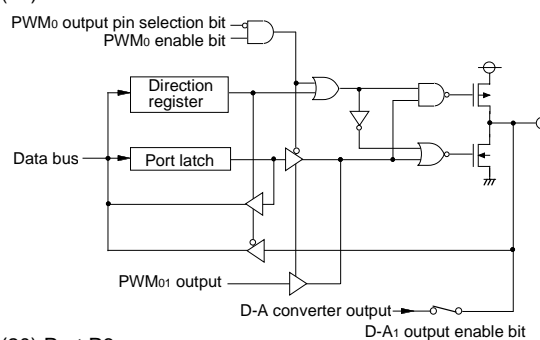 PWM0 output pin selection bit
PWM0 enable bit
Direction
register
Data bus
Port latch
PWM01 output
D-A converter output
D-A1 output enable bit